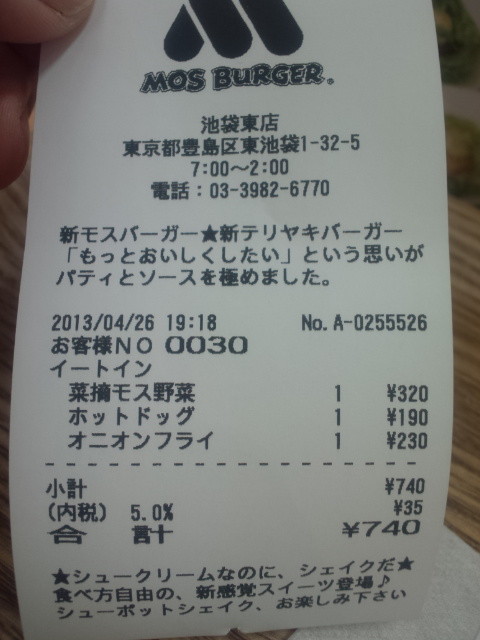 MOS BURGER®
池袋東店
東京都豊島区東池袋1-32-5
7:00～2:00
電話：03-3982-6770
新モスバーガー★新テリヤキバーガー
「もっとおいしくしたい」という思いが
パティとソースを極めました。
2013/04/26 19:18 No.A-0255526
お客様NO 0030
イートイン
菜摘モス野菜 1 ¥320
ホットドッグ 1 ¥190
オニオンフライ 1 ¥230
小計 ¥740
(内税) 5.0% ¥35
合 計 ¥740
★シュークリームなのに、シェイクだ★
食べ方自由の、新感覚スイーツ登場♪
シューポットシェイク、お楽しみ下さい